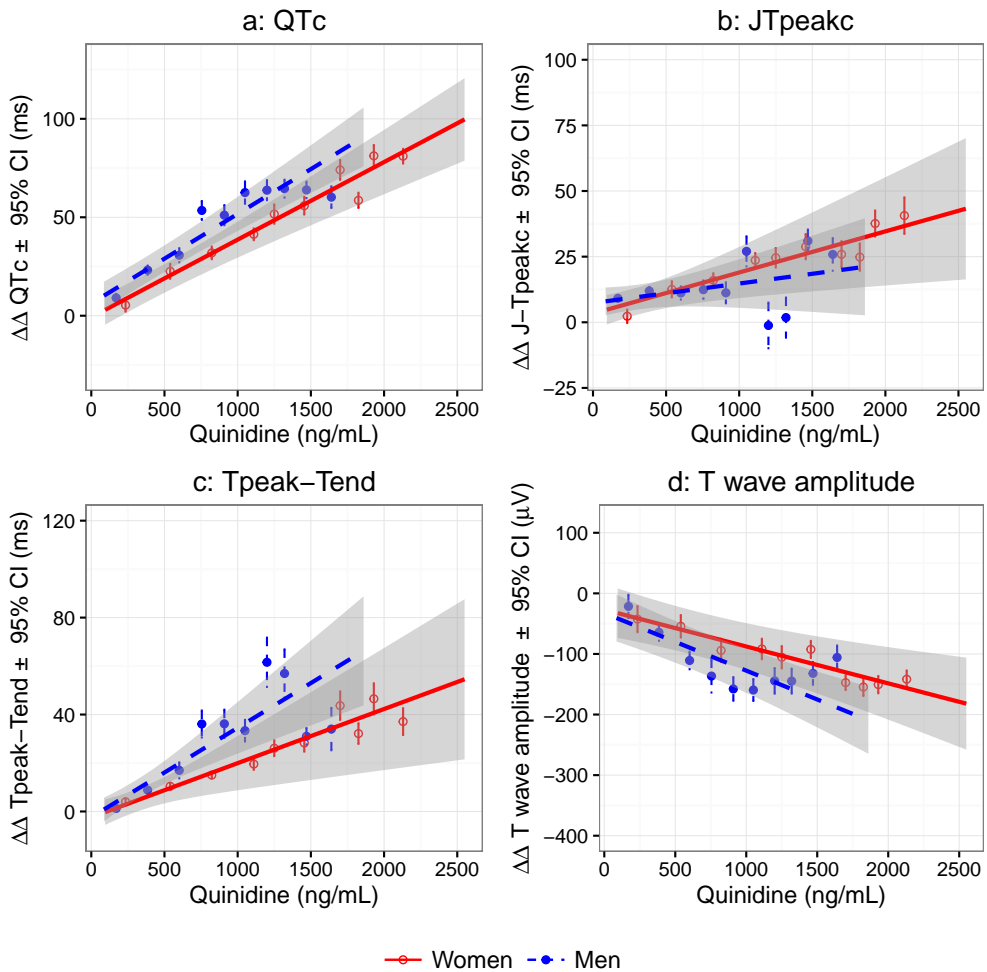 a: QTc
b: JTpeakc
ΔΔ QTc ± 95% CI (ms)
100
50
0
0 500 1000 1500 2000 2500
Quinidine (ng/mL)
ΔΔ J−Tpeakc ± 95% CI (ms)
100
75
50
25
0
−25
0 500 1000 1500 2000 2500
Quinidine (ng/mL)
c: Tpeak−Tend
d: T wave amplitude
ΔΔ Tpeak−Tend ± 95% CI (ms)
120
80
40
0
0 500 1000 1500 2000 2500
Quinidine (ng/mL)
ΔΔ T wave amplitude ± 95% CI (μV)
100
0
−100
−200
−300
−400
0 500 1000 1500 2000 2500
Quinidine (ng/mL)
Women Men